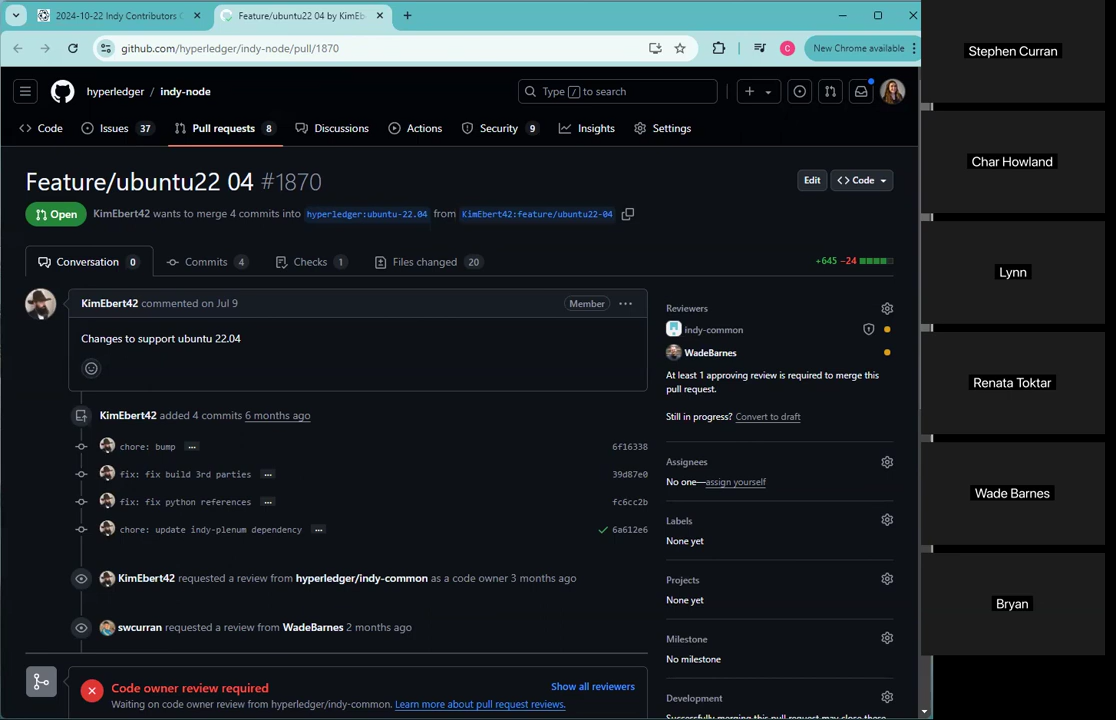 2024-10-22 Indy Contributors C
Feature/ubuntu22 04 by KimEb
github.com/hyperledger/indy-node/pull/1870
New Chrome available
C
hyperledger / indy-node
Type / to search
<> Code
Issues 37
Pull requests 8
Discussions
Actions
Security 9
Insights
Settings
Feature/ubuntu22 04 #1870
Edit
<> Code
Open
KimEbert42 wants to merge 4 commits into hyperledger:ubuntu-22.04 from KimEbert42:feature/ubuntu22-04
Conversation 0
Commits 4
Checks 1
Files changed 20
+645 −24
KimEbert42 commented on Jul 9
Member
Changes to support ubuntu 22.04
KimEbert42 added 4 commits 6 months ago
chore: bump ... 6f16338
fix: fix build 3rd parties ... 39d87e0
fix: fix python references ... fc6cc2b
chore: update indy-plenum dependency ... 6a612e6
KimEbert42 requested a review from hyperledger/indy-common as a code owner 3 months ago
swcurran requested a review from WadeBarnes 2 months ago
Code owner review required
Show all reviewers
Waiting on code owner review from hyperledger/indy-common. Learn more about pull request reviews.
Reviewers
indy-common
WadeBarnes
At least 1 approving review is required to merge this
pull request.
Still in progress? Convert to draft
Assignees
No one—assign yourself
Labels
None yet
Projects
None yet
Milestone
No milestone
Development
Successfully merging this pull request may close these
Stephen Curran
Char Howland
Lynn
Renata Toktar
Wade Barnes
Bryan